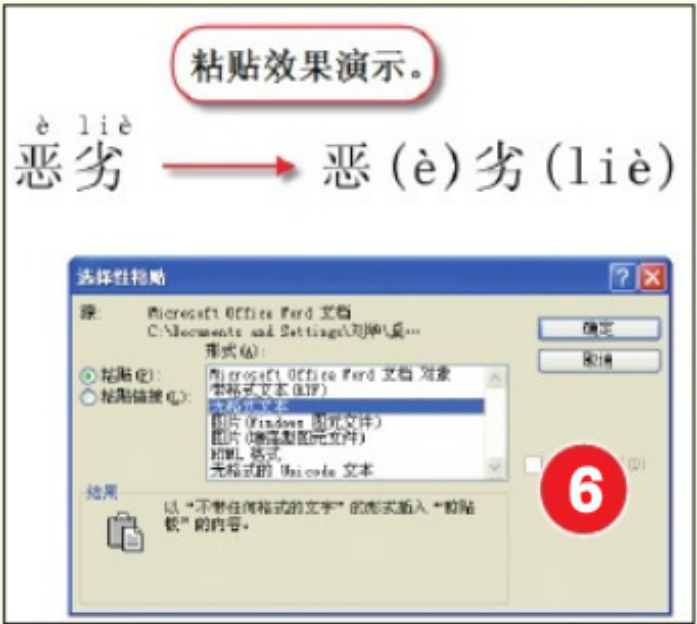 粘贴效果演示。
è liè
恶劣
恶(è)劣(liè)
选择性粘贴
源: Microsoft Office Word 文档
C:\Documents and Settings\刘坤\桌…
形式(A):
粘贴(P):
粘贴链接(L):
Microsoft Office Word 文档 对象
带格式文本(RTF)
无格式文本
图片(Windows 图元文件)
图片(增强型图元文件)
HTML 格式
无格式的 Unicode 文本
确定
取消
(D)
6
结果
以“不带任何格式的文字”的形式插入“剪贴
板”的内容。